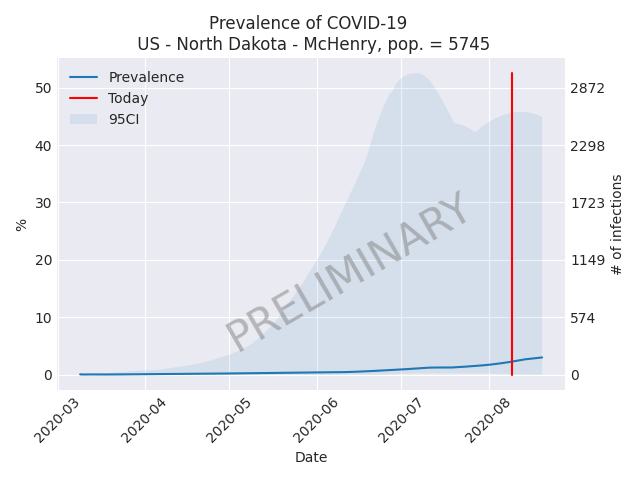 Prevalence of COVID-19
US - North Dakota - McHenry, pop. = 5745
Prevalence
Today
95CI
PRELIMINARY
%
50
40
30
20
10
0
2872
2298
1723
1149
574
0
# of infections
2020-03
2020-04
2020-05
2020-06
2020-07
2020-08
Date